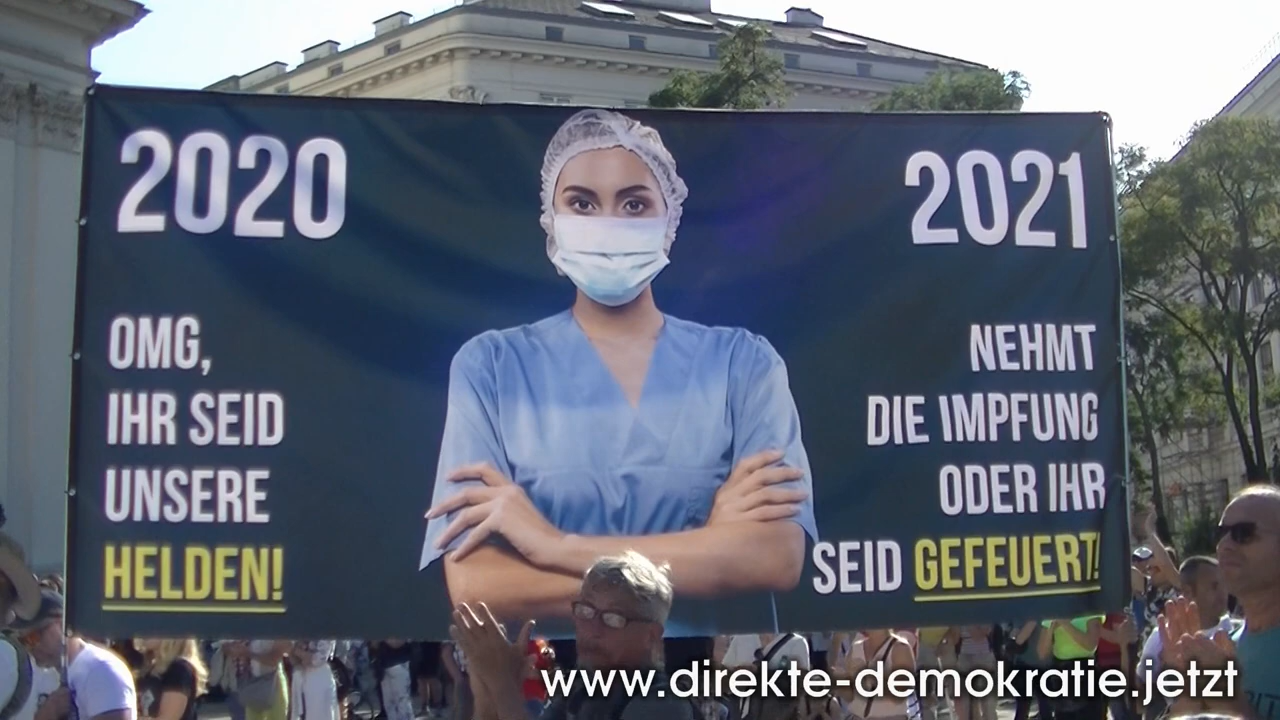 2020
OMG,
IHR SEID
UNSERE
HELDEN!
2021
NEHMT
DIE IMPFUNG
ODER IHR
SEID GEFEUERT!
www.direkte-demokratie.jetzt